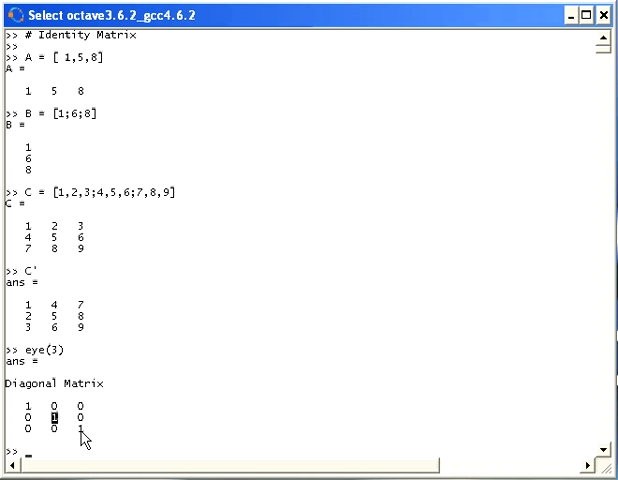 Select octave3.6.2_gcc4.6.2
>> # Identity Matrix
>>
>> A = [ 1,5,8]
A =
1 5 8
>> B = [1;6;8]
B =
1
6
8
>> C = [1,2,3;4,5,6;7,8,9]
C =
1 2 3
4 5 6
7 8 9
>> C'
ans =
1 4 7
2 5 8
3 6 9
>> eye(3)
ans =
Diagonal Matrix
1 0 0
0 1 0
0 0 1
>> _